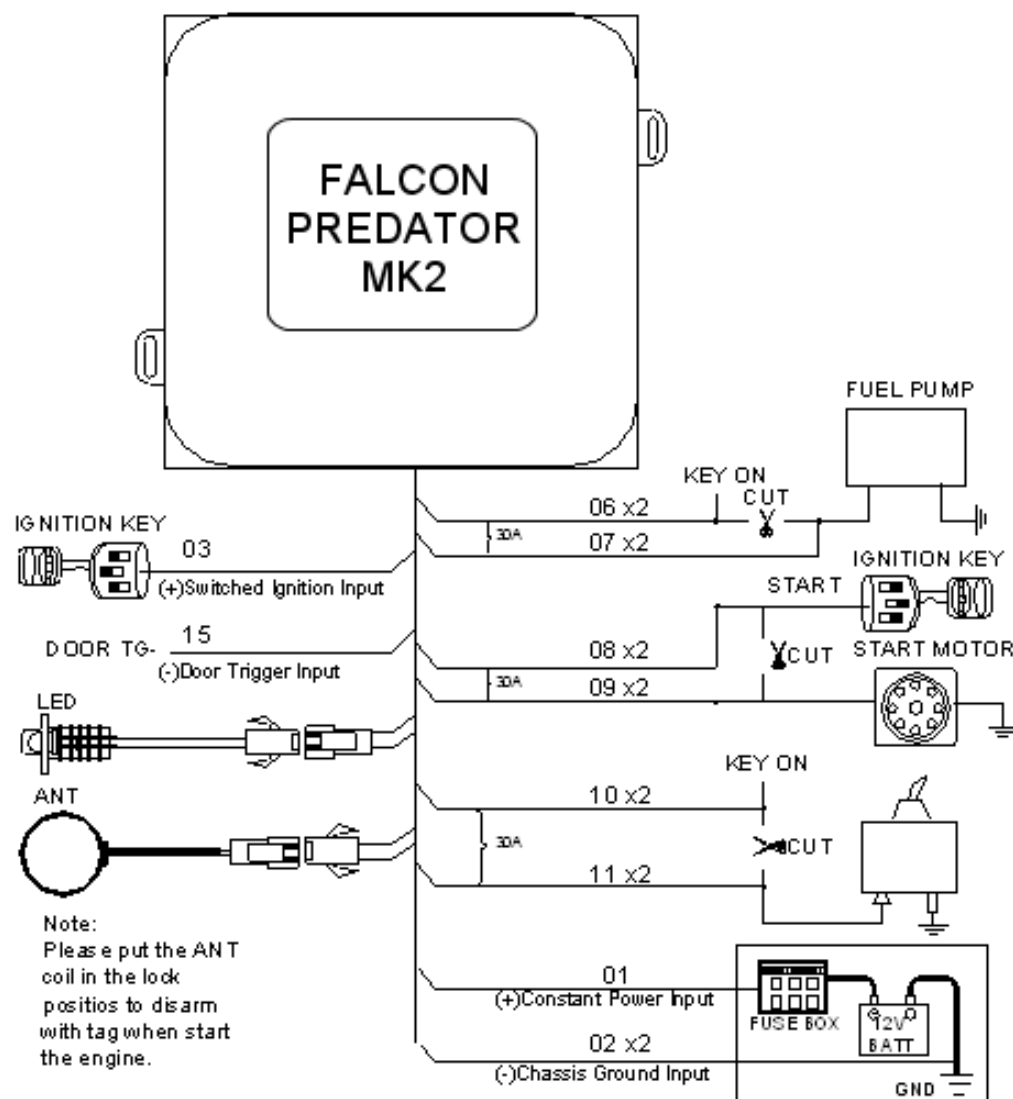 FALCON
PREDATOR
MK2
FUEL PUMP
KEY ON
CUT
06 x2
30A
07 x2
IGNITION KEY
03
(+)Switched Ignition Input
IGNITION KEY
START
DOOR TG-
15
(-)Door Trigger Input
08 x2
CUT
START MOTOR
30A
09 x2
LED
KEY ON
ANT
10 x2
30A
CUT
11 x2
Note:
Please put the ANT
coil in the lock
positios to disarm
with tag when start
the engine.
01
(+)Constant Power Input
FUSE BOX
12V
BATT
02 x2
(-)Chassis Ground Input
GND